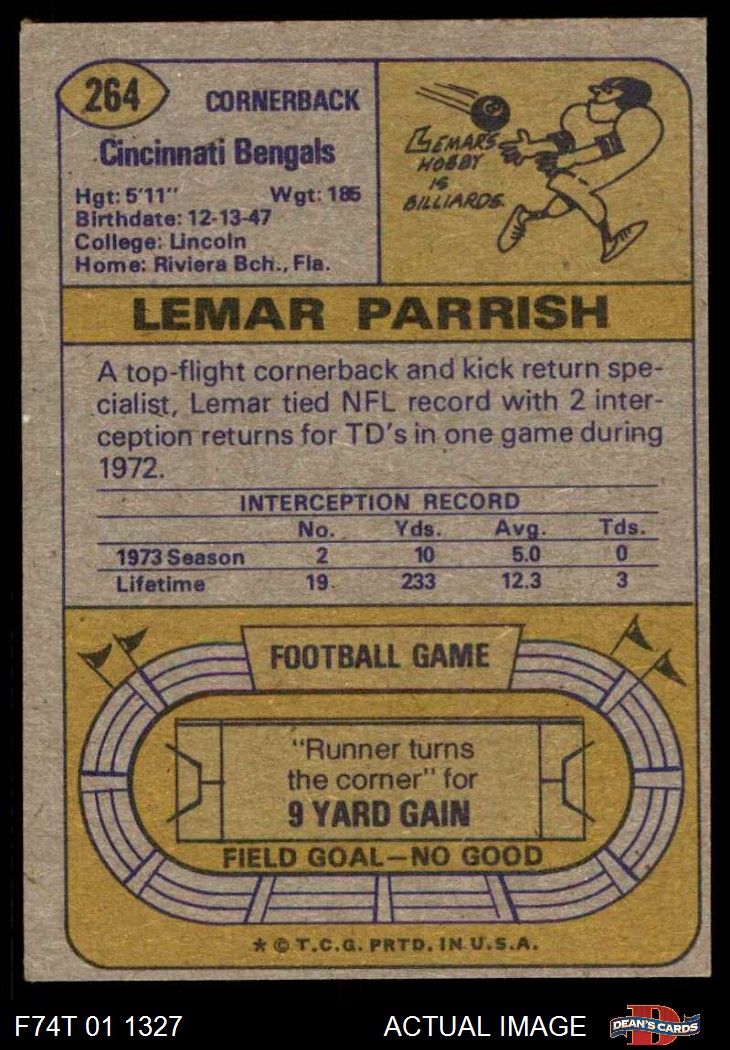 264
CORNERBACK
Cincinnati Bengals
Hgt: 5'11" Wgt: 185
Birthdate: 12-13-47
College: Lincoln
Home: Riviera Bch., Fla.
8
LEMARS
HOBBY
IS
BILLIARDS.
LEMAR PARRISH
A top-flight cornerback and kick return spe-
cialist, Lemar tied NFL record with 2 inter-
ception returns for TD's in one game during
1972.
INTERCEPTION RECORD
No. Yds. Avg. Tds.
1973 Season 2 10 5.0 0
Lifetime 19 233 12.3 3
FOOTBALL GAME
"Runner turns
the corner" for
9 YARD GAIN
FIELD GOAL—NO GOOD
* © T.C.G. PRTD. IN U.S.A.
F74T 01 1327 ACTUAL IMAGE
D
DEAN'S CARDS